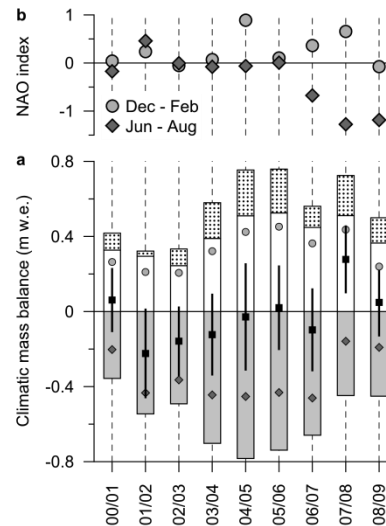 b
NAO index
1
0
-1
Dec - Feb
Jun - Aug
a
Climatic mass balance (m w.e.)
0.8
0.4
0
-0.4
-0.8
00/01
01/02
02/03
03/04
04/05
05/06
06/07
07/08
08/09